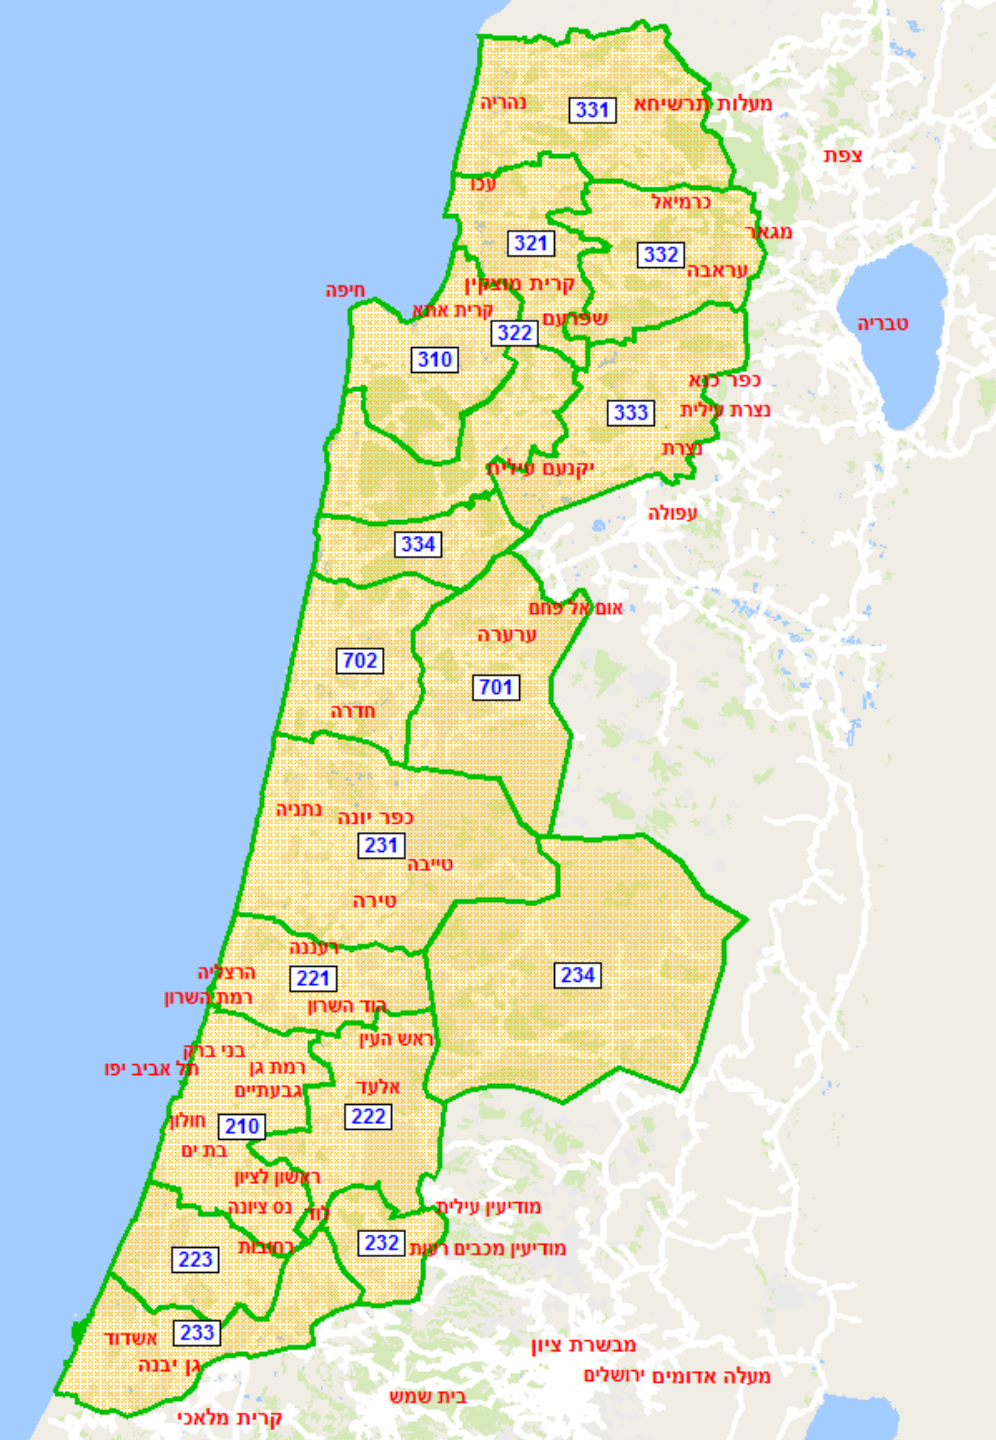 נהריה
331
מעלות תרשיחא
צפת
עכו
כרמיאל
מגאר
321
332
עראבה
קרית מוצקין
חיפה
קרית אתא
שפרעם
טבריה
322
310
כפר כנא
333
נצרת עילית
נצרת
יקנעם עילית
עפולה
334
אום אל פחם
ערערה
702
701
חדרה
נתניה
כפר יונה
231
טייבה
טירה
רעננה
הרצליה
221
234
רמת השרון
הוד השרון
ראש העין
בני ברק
תל אביב יפו
רמת גן
גבעתיים
אלעד
222
חולון
210
בת ים
ראשון לציון
נס ציונה
לוד
מודיעין עילית
רחובות
232
מודיעין מכבים רעות
223
אשדוד
233
גן יבנה
מבשרת ציון
ירושלים
מעלה אדומים
בית שמש
קרית מלאכי